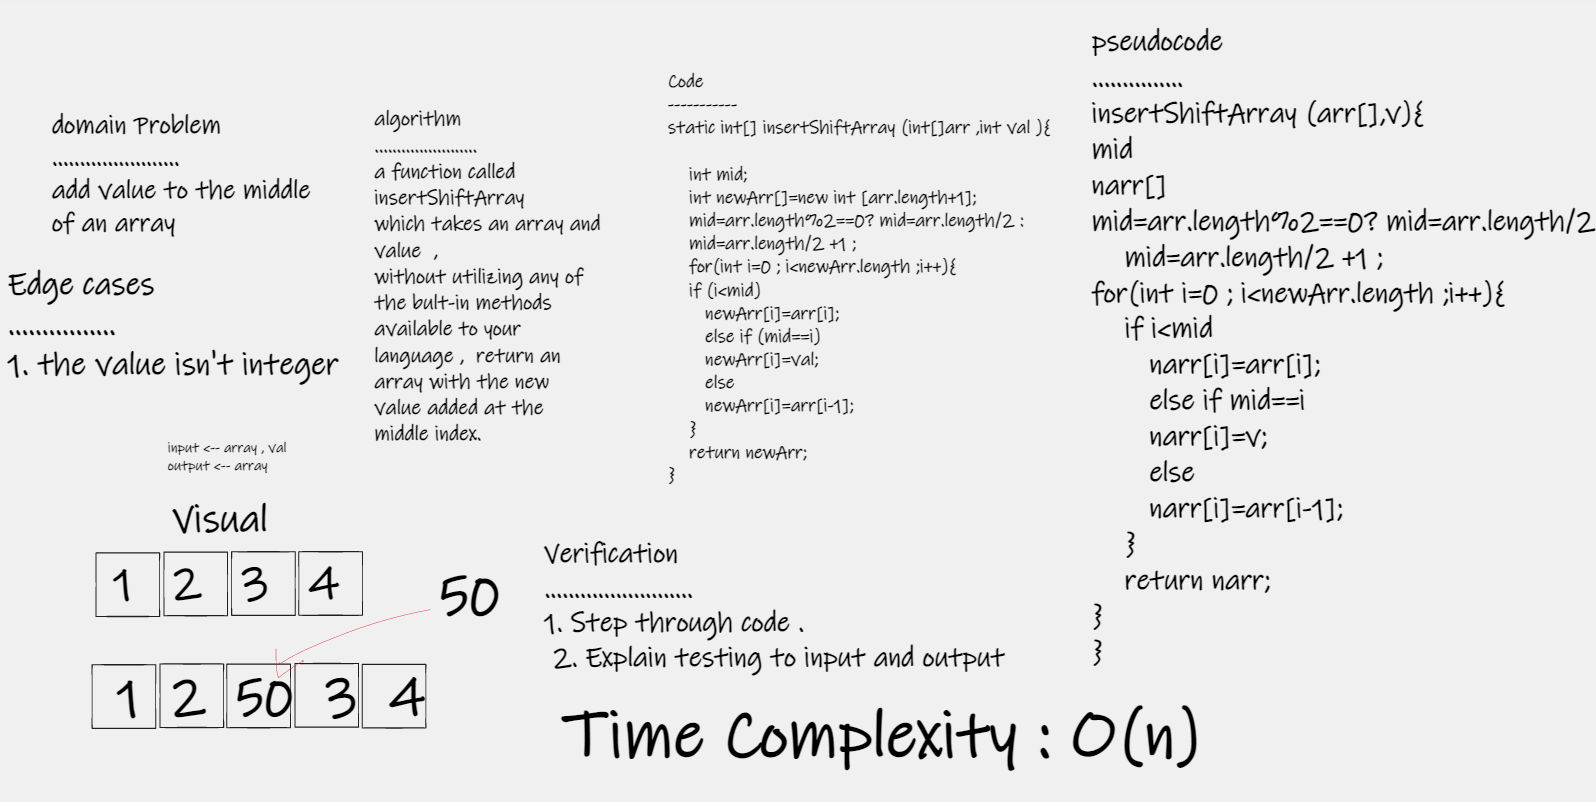 domain Problem
.......................
add value to the middle
of an array
Edge cases
.................
1. the value isn't integer
input <-- array , val
output <-- array
Visual
1 2 3 4
50
1 2 50 3 4
algorithm
.......................
a function called
insertShiftArray
which takes an array and
value ,
without utilizing any of
the bult-in methods
available to your
language , return an
array with the new
value added at the
middle index.
Code
-----------
static int[] insertShiftArray (int[]arr ,int val ){
int mid;
int newArr[]=new int [arr.length+1];
mid=arr.length%2==0? mid=arr.length/2 :
mid=arr.length/2 +1 ;
for(int i=0 ; i<newArr.length ;i++){
if (i<mid)
newArr[i]=arr[i];
else if (mid==i)
newArr[i]=val;
else
newArr[i]=arr[i-1];
}
return newArr;
}
Verification
..........................
1. Step through code .
2. Explain testing to input and output
Time Complexity : O(n)
pseudocode
...............
insertShiftArray (arr[],v){
mid
narr[]
mid=arr.length%2==0? mid=arr.length/2
mid=arr.length/2 +1 ;
for(int i=0 ; i<newArr.length ;i++){
if i<mid
narr[i]=arr[i];
else if mid==i
narr[i]=v;
else
narr[i]=arr[i-1];
}
return narr;
}
}